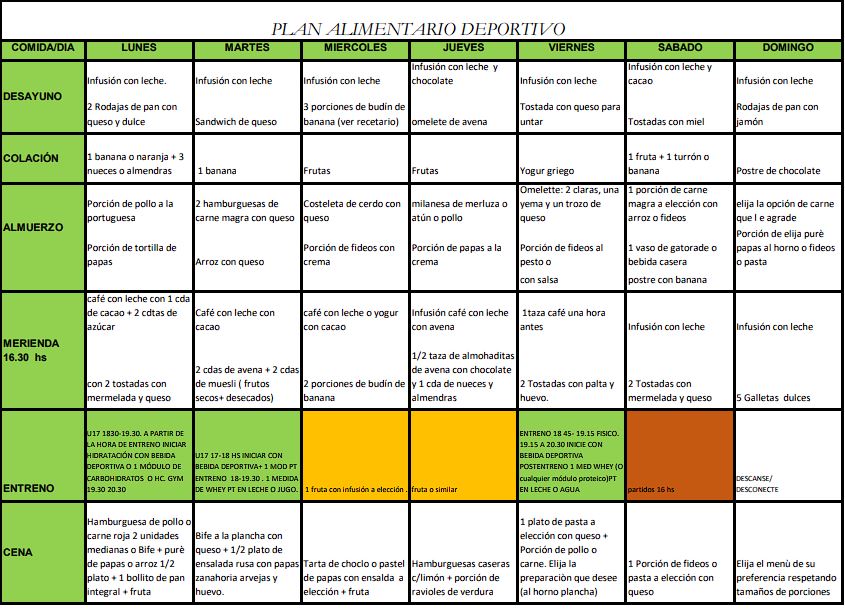 PLAN ALIMENTARIO DEPORTIVO
COMIDA/DIA LUNES MARTES MIERCOLES JUEVES VIERNES SABADO DOMINGO
DESAYUNO
Infusión con leche.
2 Rodajas de pan con
queso y dulce
Infusión con leche
Sandwich de queso
Infusión con leche
3 porciones de budín de
banana (ver recetario)
Infusión con leche y
chocolate
omelete de avena
Infusión con leche
Tostada con queso para
untar
Infusión con leche y
cacao
Tostadas con miel
Infusión con leche
Rodajas de pan con
jamón
COLACIÓN
1 banana o naranja + 3
nueces o almendras
1 banana
Frutas
Frutas
Yogur griego
1 fruta + 1 turrón o
banana
Postre de chocolate
ALMUERZO
Porción de pollo a la
portuguesa
Porción de tortilla de
papas
2 hamburguesas de
carne magra con queso
Arroz con queso
Costeleta de cerdo con
queso
Porción de fideos con
crema
milanesa de merluza o
atún o pollo
Porción de papas a la
crema
Omelette: 2 claras, una
yema y un trozo de
queso
Porción de fideos al
pesto o
con salsa
1 porción de carne
magra a elección con
arroz o fideos
1 vaso de gatorade o
bebida casera
postre con banana
elija la opción de carne
que l e agrade
Porción de elija purè
papas al horno o fideos
o pasta
MERIENDA
16.30 hs
café con leche con 1 cda
de cacao + 2 cdtas de
azúcar
con 2 tostadas con
mermelada y queso
Café con leche con
cacao
2 cdas de avena + 2 cdas
de muesli ( frutos
secos+ desecados)
café con leche o yogur
con cacao
2 porciones de budín de
banana
Infusión café con leche
con avena
1/2 taza de almohaditas
de avena con chocolate
y 1 cda de nueces y
almendras
1taza café una hora
antes
2 Tostadas con palta y
huevo.
Infusión con leche
2 Tostadas con
mermelada y queso
Infusión con leche
5 Galletas dulces
ENTRENO
U17 1830-19.30. A PARTIR DE
LA HORA DE ENTRENO INICIAR
HIDRATACIÓN CON BEBIDA
DEPORTIVA O 1 MÓDULO DE
CARBOHIDRATOS O HC. GYM
19.30 20.30
U17 17-18 HS INICIAR CON
BEBIDA DEPORTIVA+ 1 MOD PT
ENTRENO 18-19.30 . 1 MEDIDA
DE WHEY PT EN LECHE O JUGO.
1 fruta con infusión a elección .
fruta o similar
ENTRENO 18 45- 19.15 FISICO.
19.15 A 20.30 INICIE CON
BEBIDA DEPORTIVA
POSTENTRENO 1 MED WHEY (O
cualquier módulo proteico)PT
EN LECHE O AGUA
partidos 16 hs
DESCANSE/
DESCONECTE
CENA
Hamburguesa de pollo o
carne roja 2 unidades
medianas o Bife + purè
de papas o arroz 1/2
plato + 1 bollito de pan
integral + fruta
Bife a la plancha con
queso + 1/2 plato de
ensalada rusa con papas
zanahoria arvejas y
huevo.
Tarta de choclo o pastel
de papas con ensalda a
elección + fruta
Hamburguesas caseras
c/limón + porción de
ravioles de verdura
1 plato de pasta a
elección con queso +
Porción de pollo o
carne. Elija la
preparaciòn que desee
(al horno plancha)
1 Porción de fideos o
pasta a elección con
queso
Elija el menù de su
preferencia respetando
tamaños de porciones